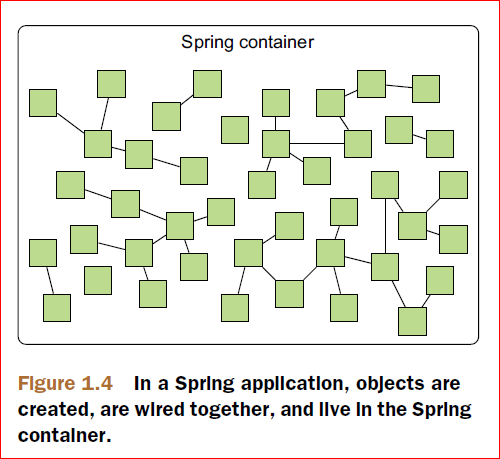 Spring container
Figure 1.4 In a Spring application, objects are
created, are wired together, and live in the Spring
container.